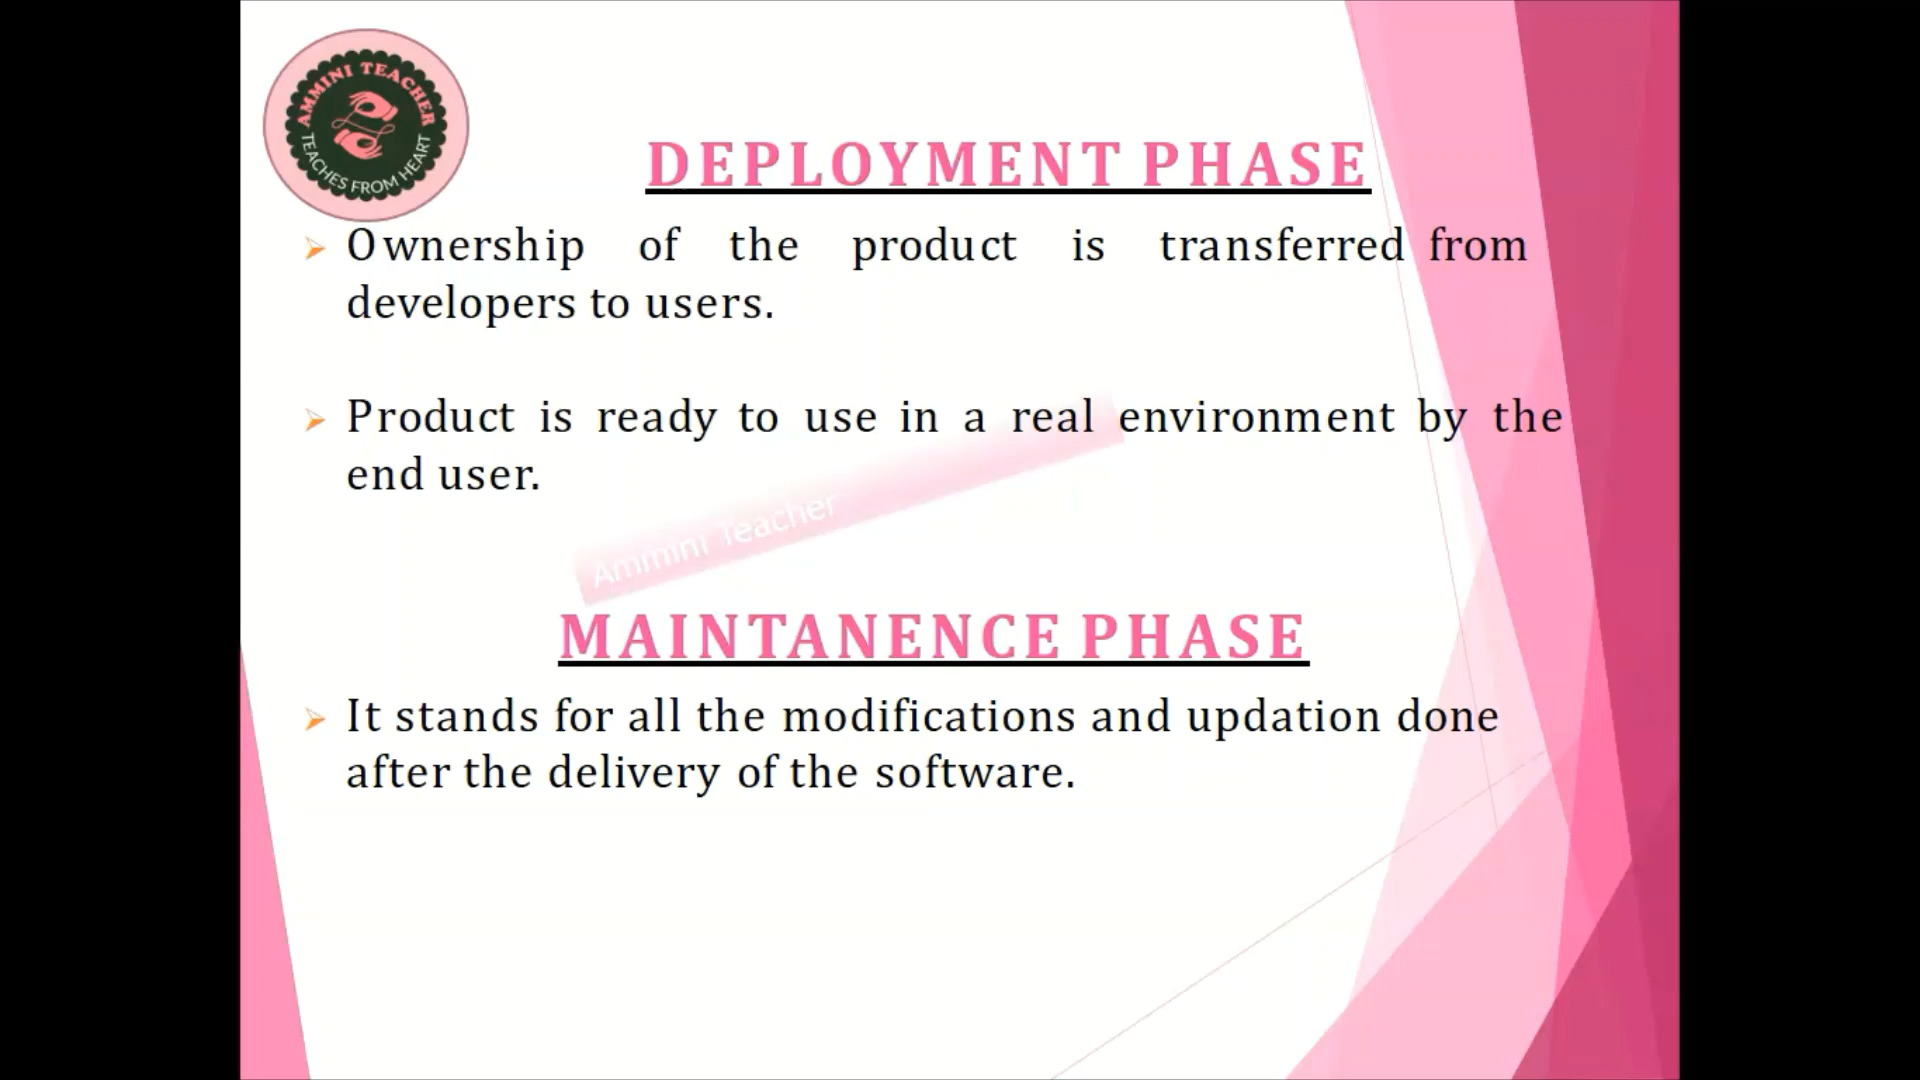 AMMINI TEACHER
TEACHES FROM HEART
DEPLOYMENT PHASE
Ownership of the product is transferred from
developers to users.
Product is ready to use in a real environment by the
end user.
Ammini Teacher
MAINTANENCE PHASE
It stands for all the modifications and updation done
after the delivery of the software.